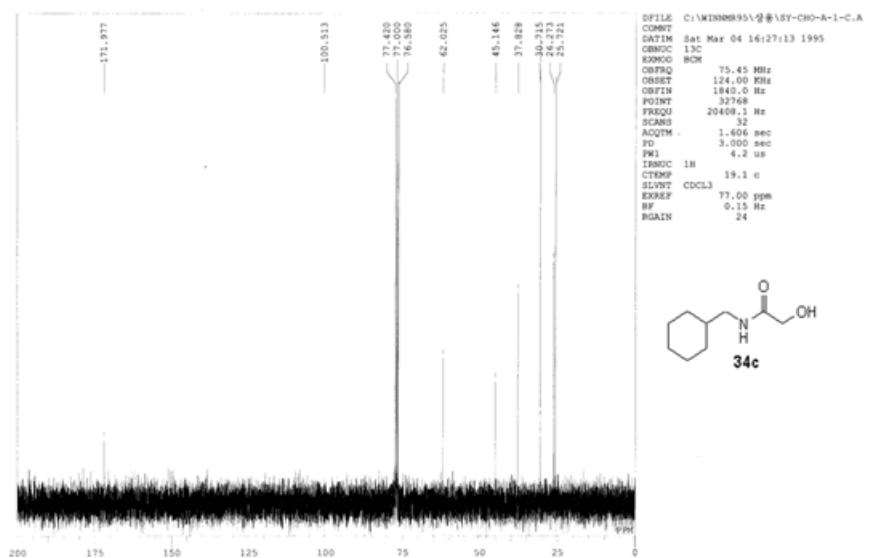 DFILE C:\WINNMR95\상용\SY-CHO-A-1-C.A
COMNT
DATIM Sat Mar 04 16:27:13 1995
OBNUC 13C
EXMOD BCM
OBFRQ 75.45 MHz
OBSET 124.00 KHz
OBFIN 1840.0 Hz
POINT 32768
FREQU 20408.1 Hz
SCANS 32
ACQTM 1.606 sec
PD 3.000 sec
PW1 4.2 us
IRNUC 1H
CTEMP 19.1 c
SLVNT CDCL3
EXREF 77.00 ppm
BF 0.15 Hz
RGAIN 24
171.977
100.513
77.420
77.000
76.580
62.025
45.146
37.828
30.715
26.273
25.721
O
OH
N
H
34c
PPM
200 175 150 125 100 75 50 25 0